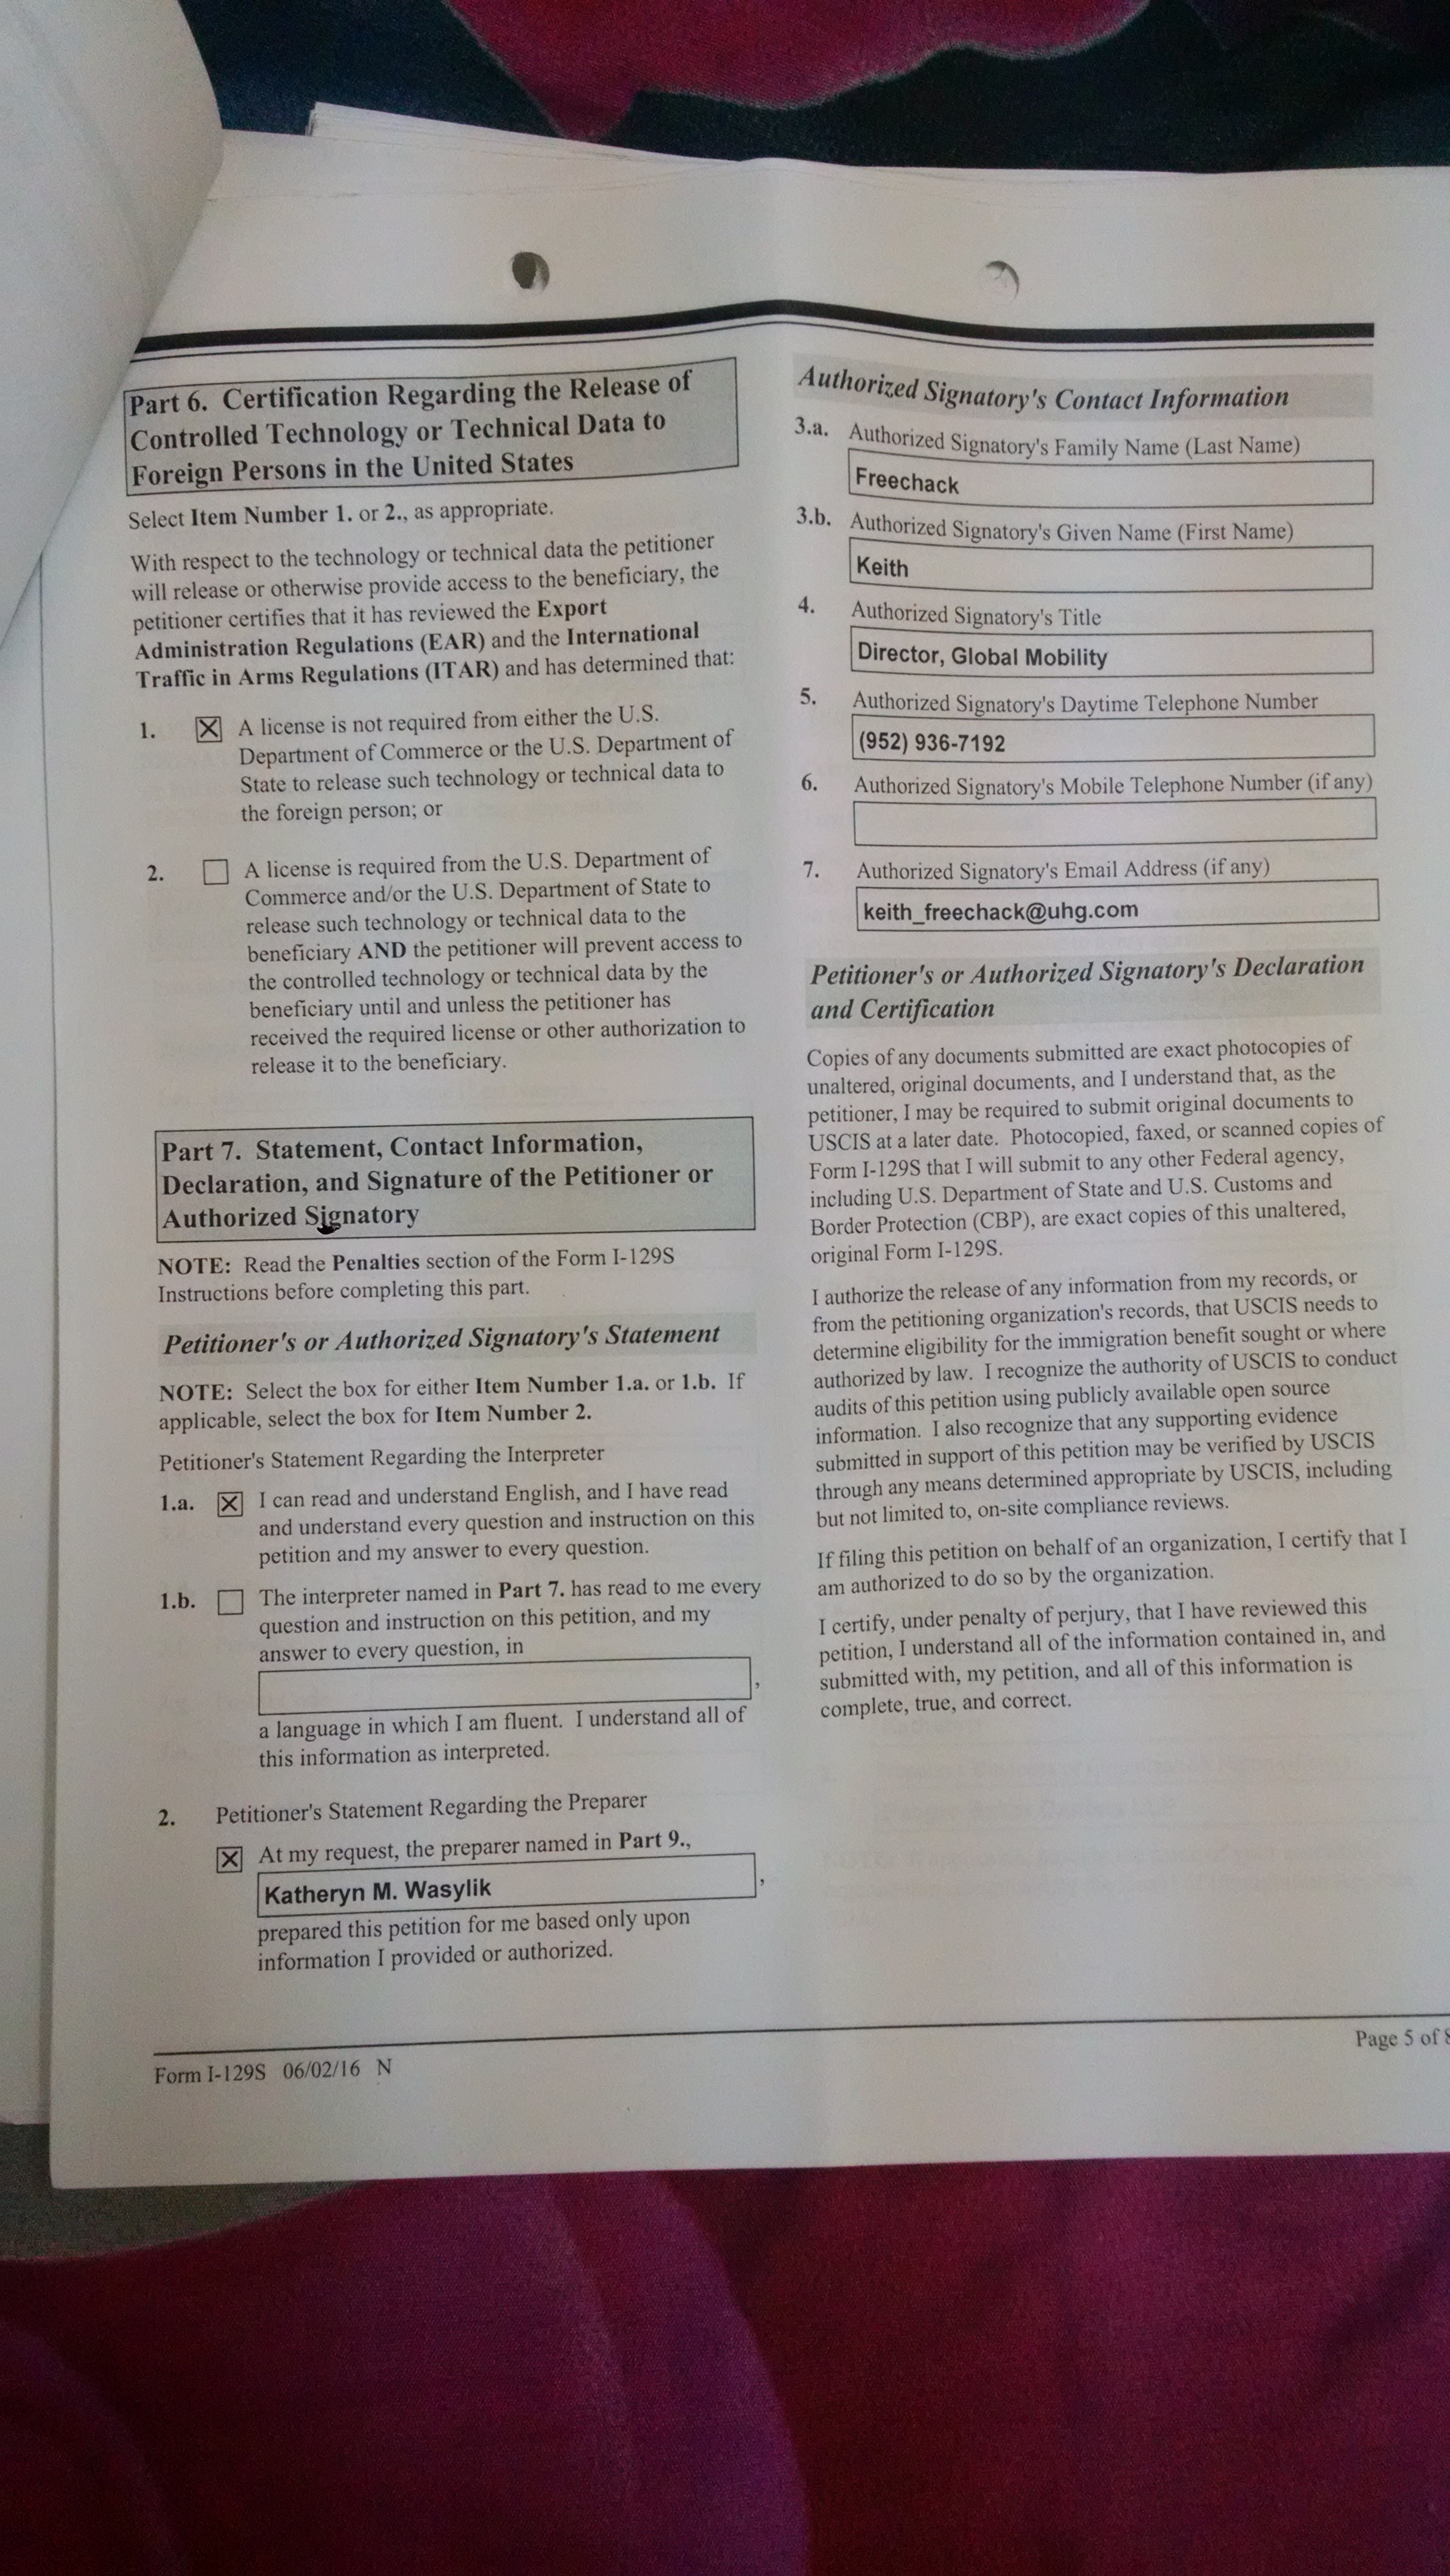 Part 6. Certification Regarding the Release of
Controlled Technology or Technical Data to
Foreign Persons in the United States
Select Item Number 1. or 2., as appropriate.
With respect to the technology or technical data the petitioner
will release or otherwise provide access to the beneficiary, the
petitioner certifies that it has reviewed the Export
Administration Regulations (EAR) and the International
Traffic in Arms Regulations (ITAR) and has determined that:
1. A license is not required from either the U.S.
Department of Commerce or the U.S. Department of
State to release such technology or technical data to
the foreign person; or
2. A license is required from the U.S. Department of
Commerce and/or the U.S. Department of State to
release such technology or technical data to the
beneficiary AND the petitioner will prevent access to
the controlled technology or technical data by the
beneficiary until and unless the petitioner has
received the required license or other authorization to
release it to the beneficiary.
Part 7. Statement, Contact Information,
Declaration, and Signature of the Petitioner or
Authorized Signatory
NOTE: Read the Penalties section of the Form I-129S
Instructions before completing this part.
Petitioner's or Authorized Signatory's Statement
NOTE: Select the box for either Item Number 1.a. or 1.b. If
applicable, select the box for Item Number 2.
Petitioner's Statement Regarding the Interpreter
1.a. I can read and understand English, and I have read
and understand every question and instruction on this
petition and my answer to every question.
1.b. The interpreter named in Part 7. has read to me every
question and instruction on this petition, and my
answer to every question, in
,
a language in which I am fluent. I understand all of
this information as interpreted.
2. Petitioner's Statement Regarding the Preparer
At my request, the preparer named in Part 9.,
Katheryn M. Wasylik ,
prepared this petition for me based only upon
information I provided or authorized.
Authorized Signatory's Contact Information
3.a. Authorized Signatory's Family Name (Last Name)
Freechack
3.b. Authorized Signatory's Given Name (First Name)
Keith
4. Authorized Signatory's Title
Director, Global Mobility
5. Authorized Signatory's Daytime Telephone Number
(952) 936-7192
6. Authorized Signatory's Mobile Telephone Number (if any)
7. Authorized Signatory's Email Address (if any)
keith_freechack@uhg.com
Petitioner's or Authorized Signatory's Declaration
and Certification
Copies of any documents submitted are exact photocopies of
unaltered, original documents, and I understand that, as the
petitioner, I may be required to submit original documents to
USCIS at a later date. Photocopied, faxed, or scanned copies of
Form I-129S that I will submit to any other Federal agency,
including U.S. Department of State and U.S. Customs and
Border Protection (CBP), are exact copies of this unaltered,
original Form I-129S.
I authorize the release of any information from my records, or
from the petitioning organization's records, that USCIS needs to
determine eligibility for the immigration benefit sought or where
authorized by law. I recognize the authority of USCIS to conduct
audits of this petition using publicly available open source
information. I also recognize that any supporting evidence
submitted in support of this petition may be verified by USCIS
through any means determined appropriate by USCIS, including
but not limited to, on-site compliance reviews.
If filing this petition on behalf of an organization, I certify that I
am authorized to do so by the organization.
I certify, under penalty of perjury, that I have reviewed this
petition, I understand all of the information contained in, and
submitted with, my petition, and all of this information is
complete, true, and correct.
Form I-129S 06/02/16 N
Page 5 of 8